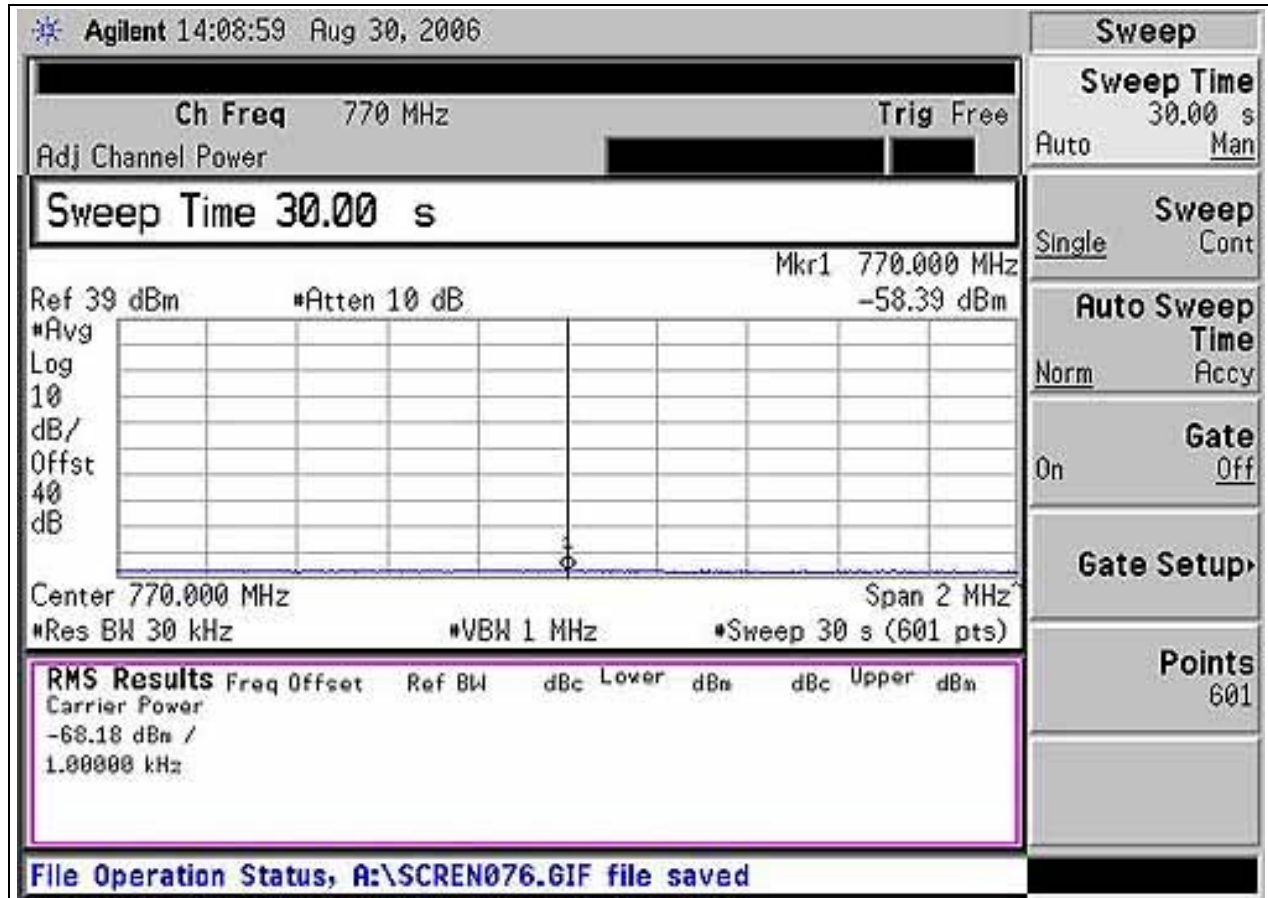 Agilent 14:08:59 Aug 30, 2006
Ch Freq 770 MHz Trig Free
Adj Channel Power
Sweep Time 30.00 s
Mkr1 770.000 MHz
Ref 39 dBm #Atten 10 dB -58.39 dBm
#Avg
Log
10
dB/
Offst
40
dB
1
Center 770.000 MHz Span 2 MHz
#Res BW 30 kHz #VBW 1 MHz #Sweep 30 s (601 pts)
RMS Results Freq Offset Ref BW dBc Lower dBm dBc Upper dBm
Carrier Power
-68.18 dBm /
1.00000 kHz
File Operation Status, A:\SCREN076.GIF file saved
Sweep
Sweep Time
30.00 s
Auto Man
Sweep
Single Cont
Auto Sweep
Time
Norm Accy
Gate
On Off
Gate Setup
Points
601